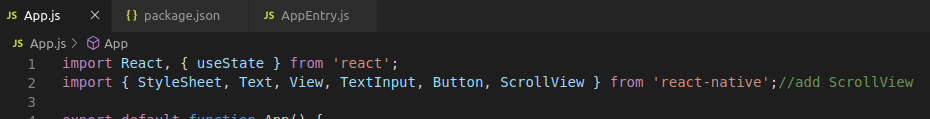 JS App.js × {} package.json JS AppEntry.js
JS App.js > App
1 import React, { useState } from 'react';
2 import { StyleSheet, Text, View, TextInput, Button, ScrollView } from 'react-native';//add ScrollView
3
4 export default function App() {